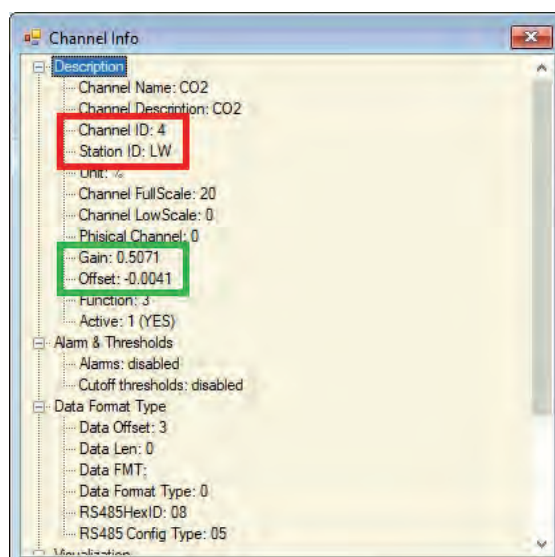 Channel Info
Description
Channel Name: CO2
Channel Description: CO2
Channel ID: 4
Station ID: LW
Unit: %
Channel FullScale: 20
Channel LowScale: 0
Phisical Channel: 0
Gain: 0.5071
Offset: -0.0041
Function: 3
Active: 1 (YES)
Alarm & Thresholds
Alarms: disabled
Cutoff thresholds: disabled
Data Format Type
Data Offset: 3
Data Len: 0
Data FMT:
Data Format Type: 0
RS485HexID: 08
RS485 Config Type: 05
Visualization